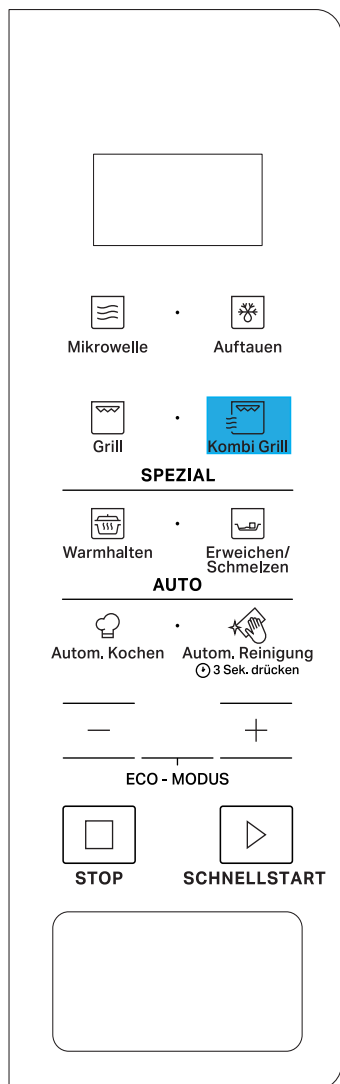 Mikrowelle
Auftauen
Grill
Kombi Grill
SPEZIAL
Warmhalten
Erweichen/
Schmelzen
AUTO
Autom. Kochen
Autom. Reinigung
3 Sek. drücken
ECO - MODUS
STOP
SCHNELLSTART